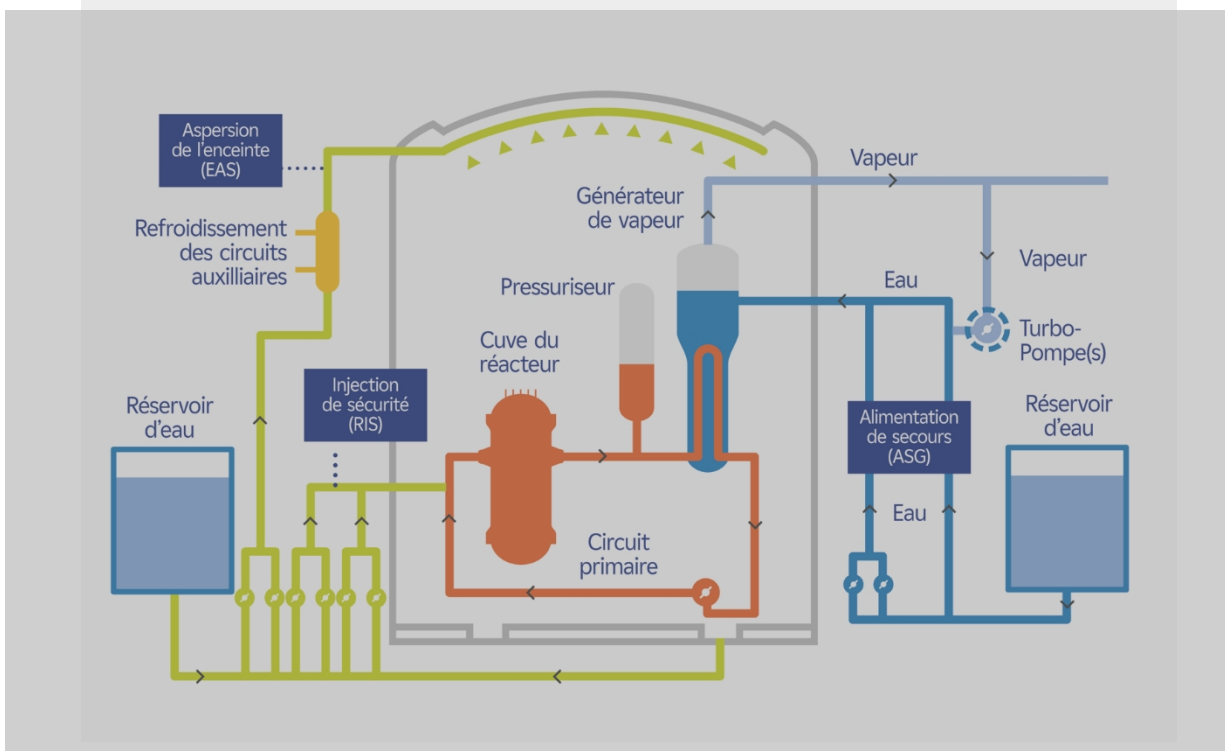 Aspersion
de l'enceinte
(EAS)
Refroidissement
des circuits
auxilliaires
Réservoir
d'eau
Injection
de sécurité
(RIS)
Cuve du
réacteur
Pressuriseur
Générateur
de vapeur
Circuit
primaire
Vapeur
Vapeur
Eau
Turbo-
Pompe(s)
Alimentation
de secours
(ASG)
Eau
Réservoir
d'eau